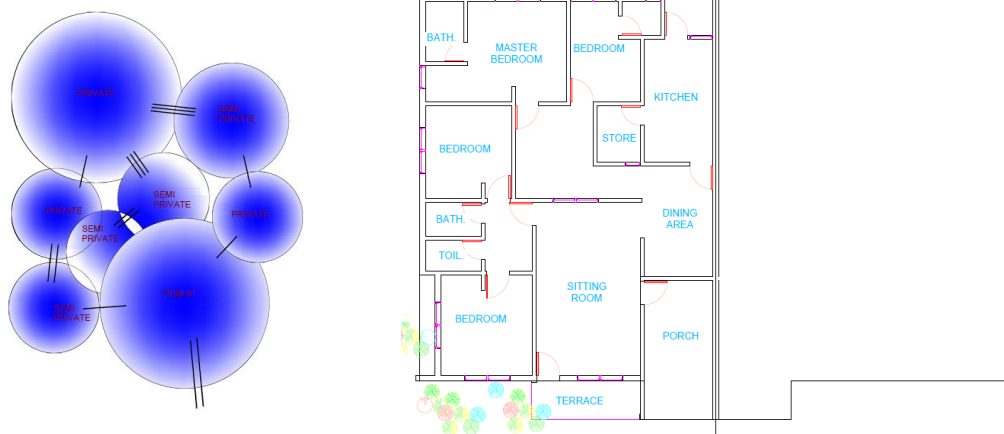 PRIVATE
SEMI
PRIVATE
SEMI
PRIVATE
PRIVATE
PRIVATE
SEMI
PRIVATE
PUBLIC
SEMI
PRIVATE
BATH.
MASTER
BEDROOM
BEDROOM
KITCHEN
STORE
BEDROOM
BATH.
DINING
AREA
TOIL.
SITTING
ROOM
BEDROOM
PORCH
TERRACE